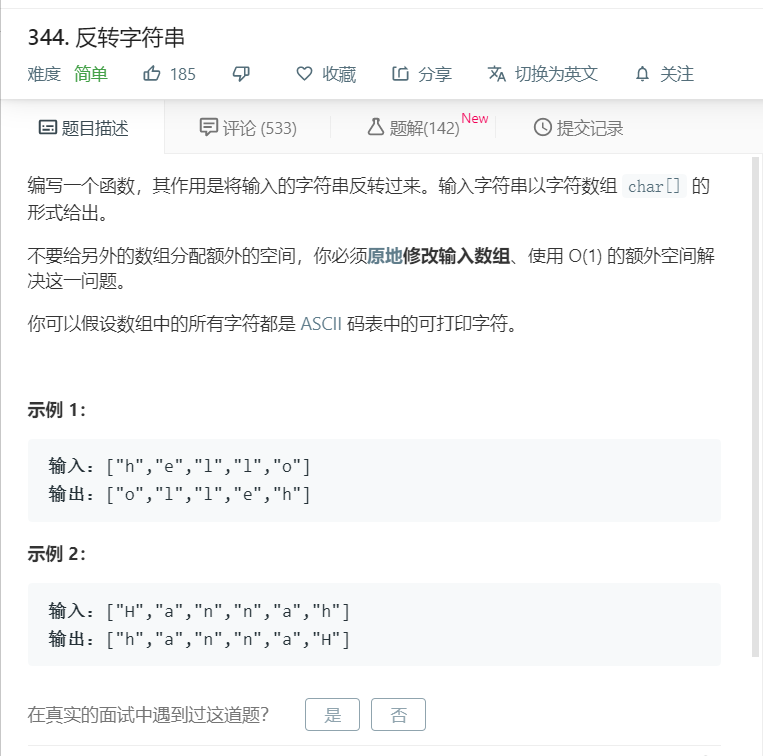 344. 反转字符串
难度 简单 185 收藏 分享 切换为英文 关注
题目描述 评论 (533) 题解(142) New 提交记录
编写一个函数，其作用是将输入的字符串反转过来。输入字符串以字符数组 char[] 的
形式给出。
不要给另外的数组分配额外的空间，你必须原地修改输入数组、使用 O(1) 的额外空间解
决这一问题。
你可以假设数组中的所有字符都是 ASCII 码表中的可打印字符。
示例 1：
输入：["h","e","l","l","o"]
输出：["o","l","l","e","h"]
示例 2：
输入：["H","a","n","n","a","h"]
输出：["h","a","n","n","a","H"]
在真实的面试中遇到过这道题？ 是 否